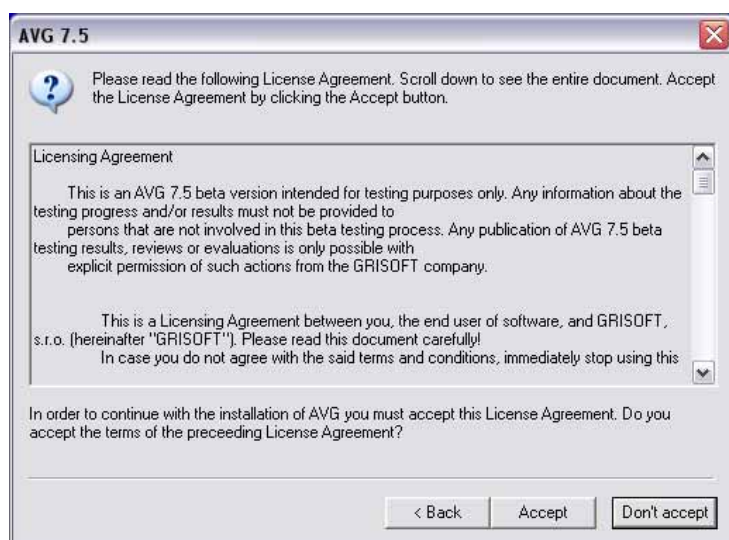 AVG 7.5
Please read the following License Agreement. Scroll down to see the entire document. Accept
the License Agreement by clicking the Accept button.
Licensing Agreement
This is an AVG 7.5 beta version intended for testing purposes only. Any information about the
testing progress and/or results must not be provided to
persons that are not involved in this beta testing process. Any publication of AVG 7.5 beta
testing results, reviews or evaluations is only possible with
explicit permission of such actions from the GRISOFT company.
This is a Licensing Agreement between you, the end user of software, and GRISOFT,
s.r.o. (hereinafter "GRISOFT"). Please read this document carefully!
In case you do not agree with the said terms and conditions, immediately stop using this
In order to continue with the installation of AVG you must accept this License Agreement. Do you
accept the terms of the preceeding License Agreement?
< Back
Accept
Don't accept